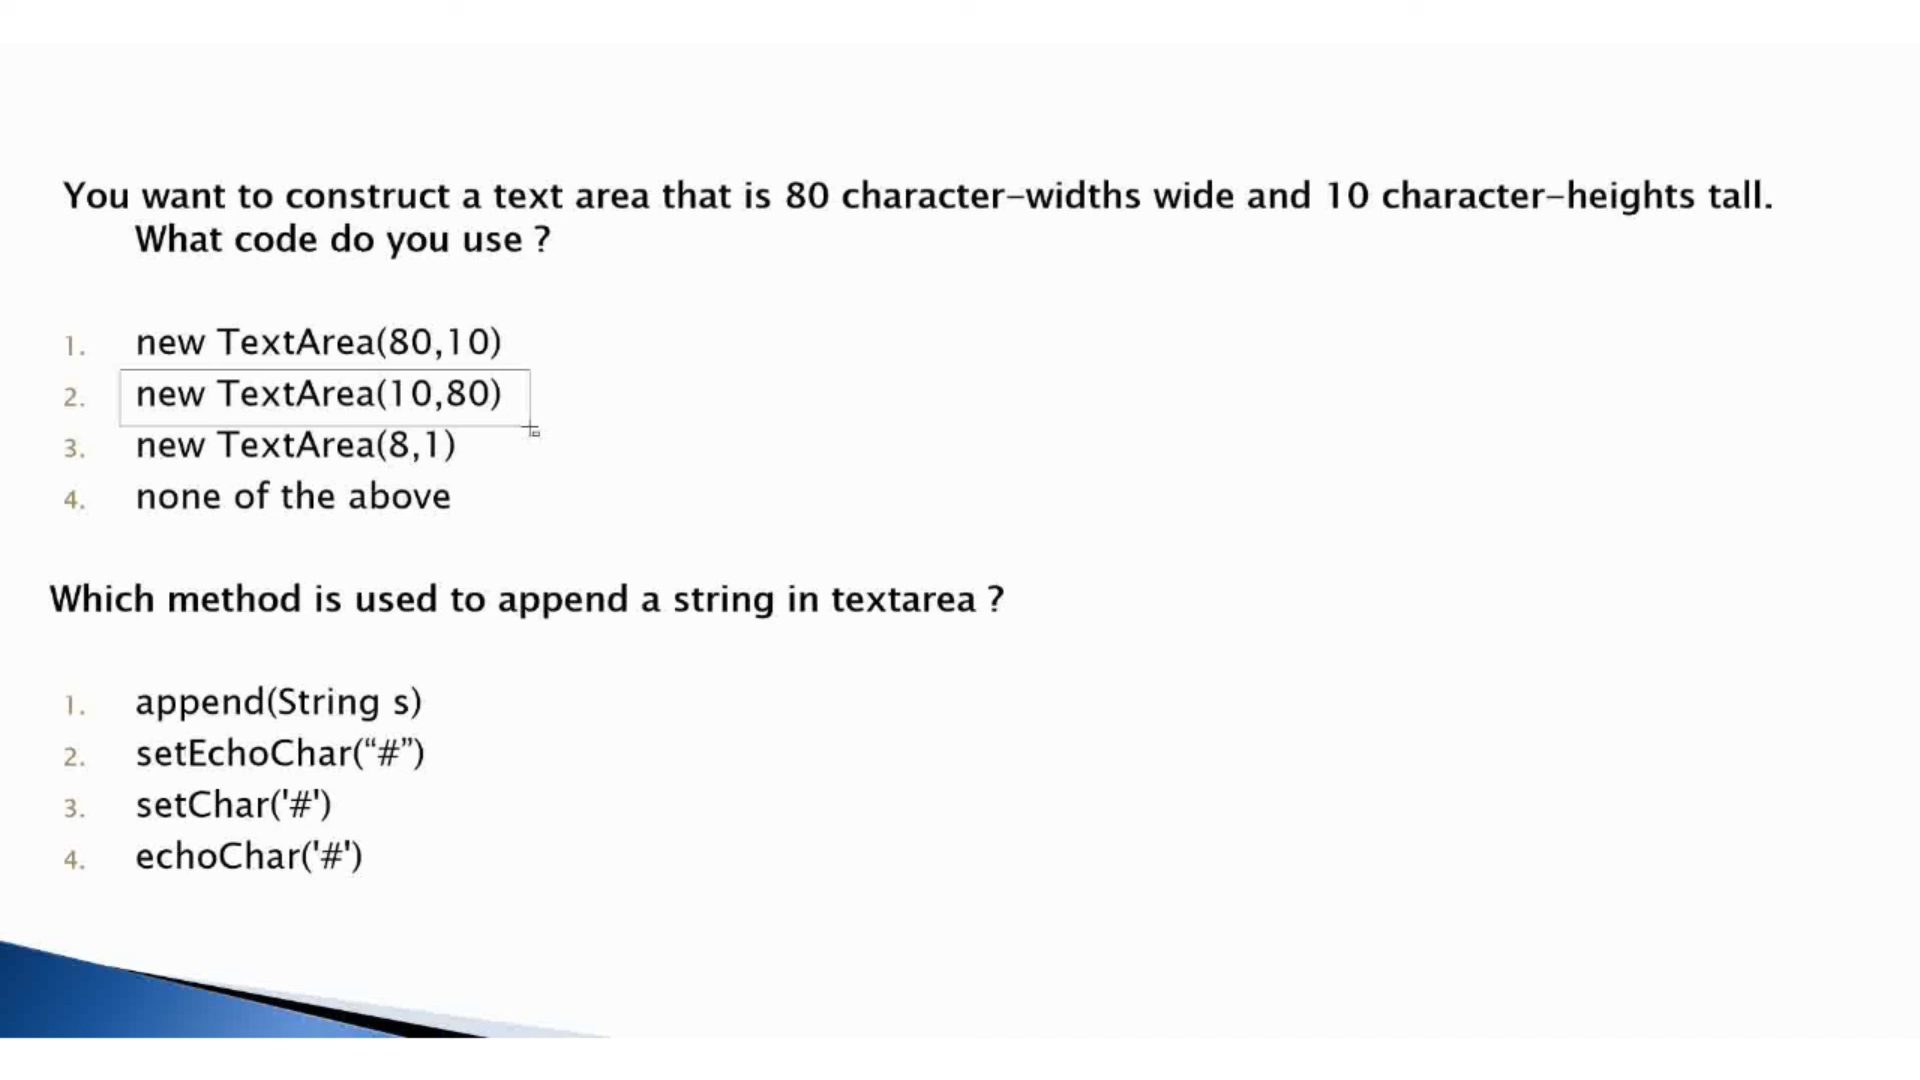 You want to construct a text area that is 80 character-widths wide and 10 character-heights tall.
What code do you use ?
1. new TextArea(80,10)
2. new TextArea(10,80)
3. new TextArea(8,1)
4. none of the above
Which method is used to append a string in textarea ?
1. append(String s)
2. setEchoChar(“#”)
3. setChar('#')
4. echoChar('#')